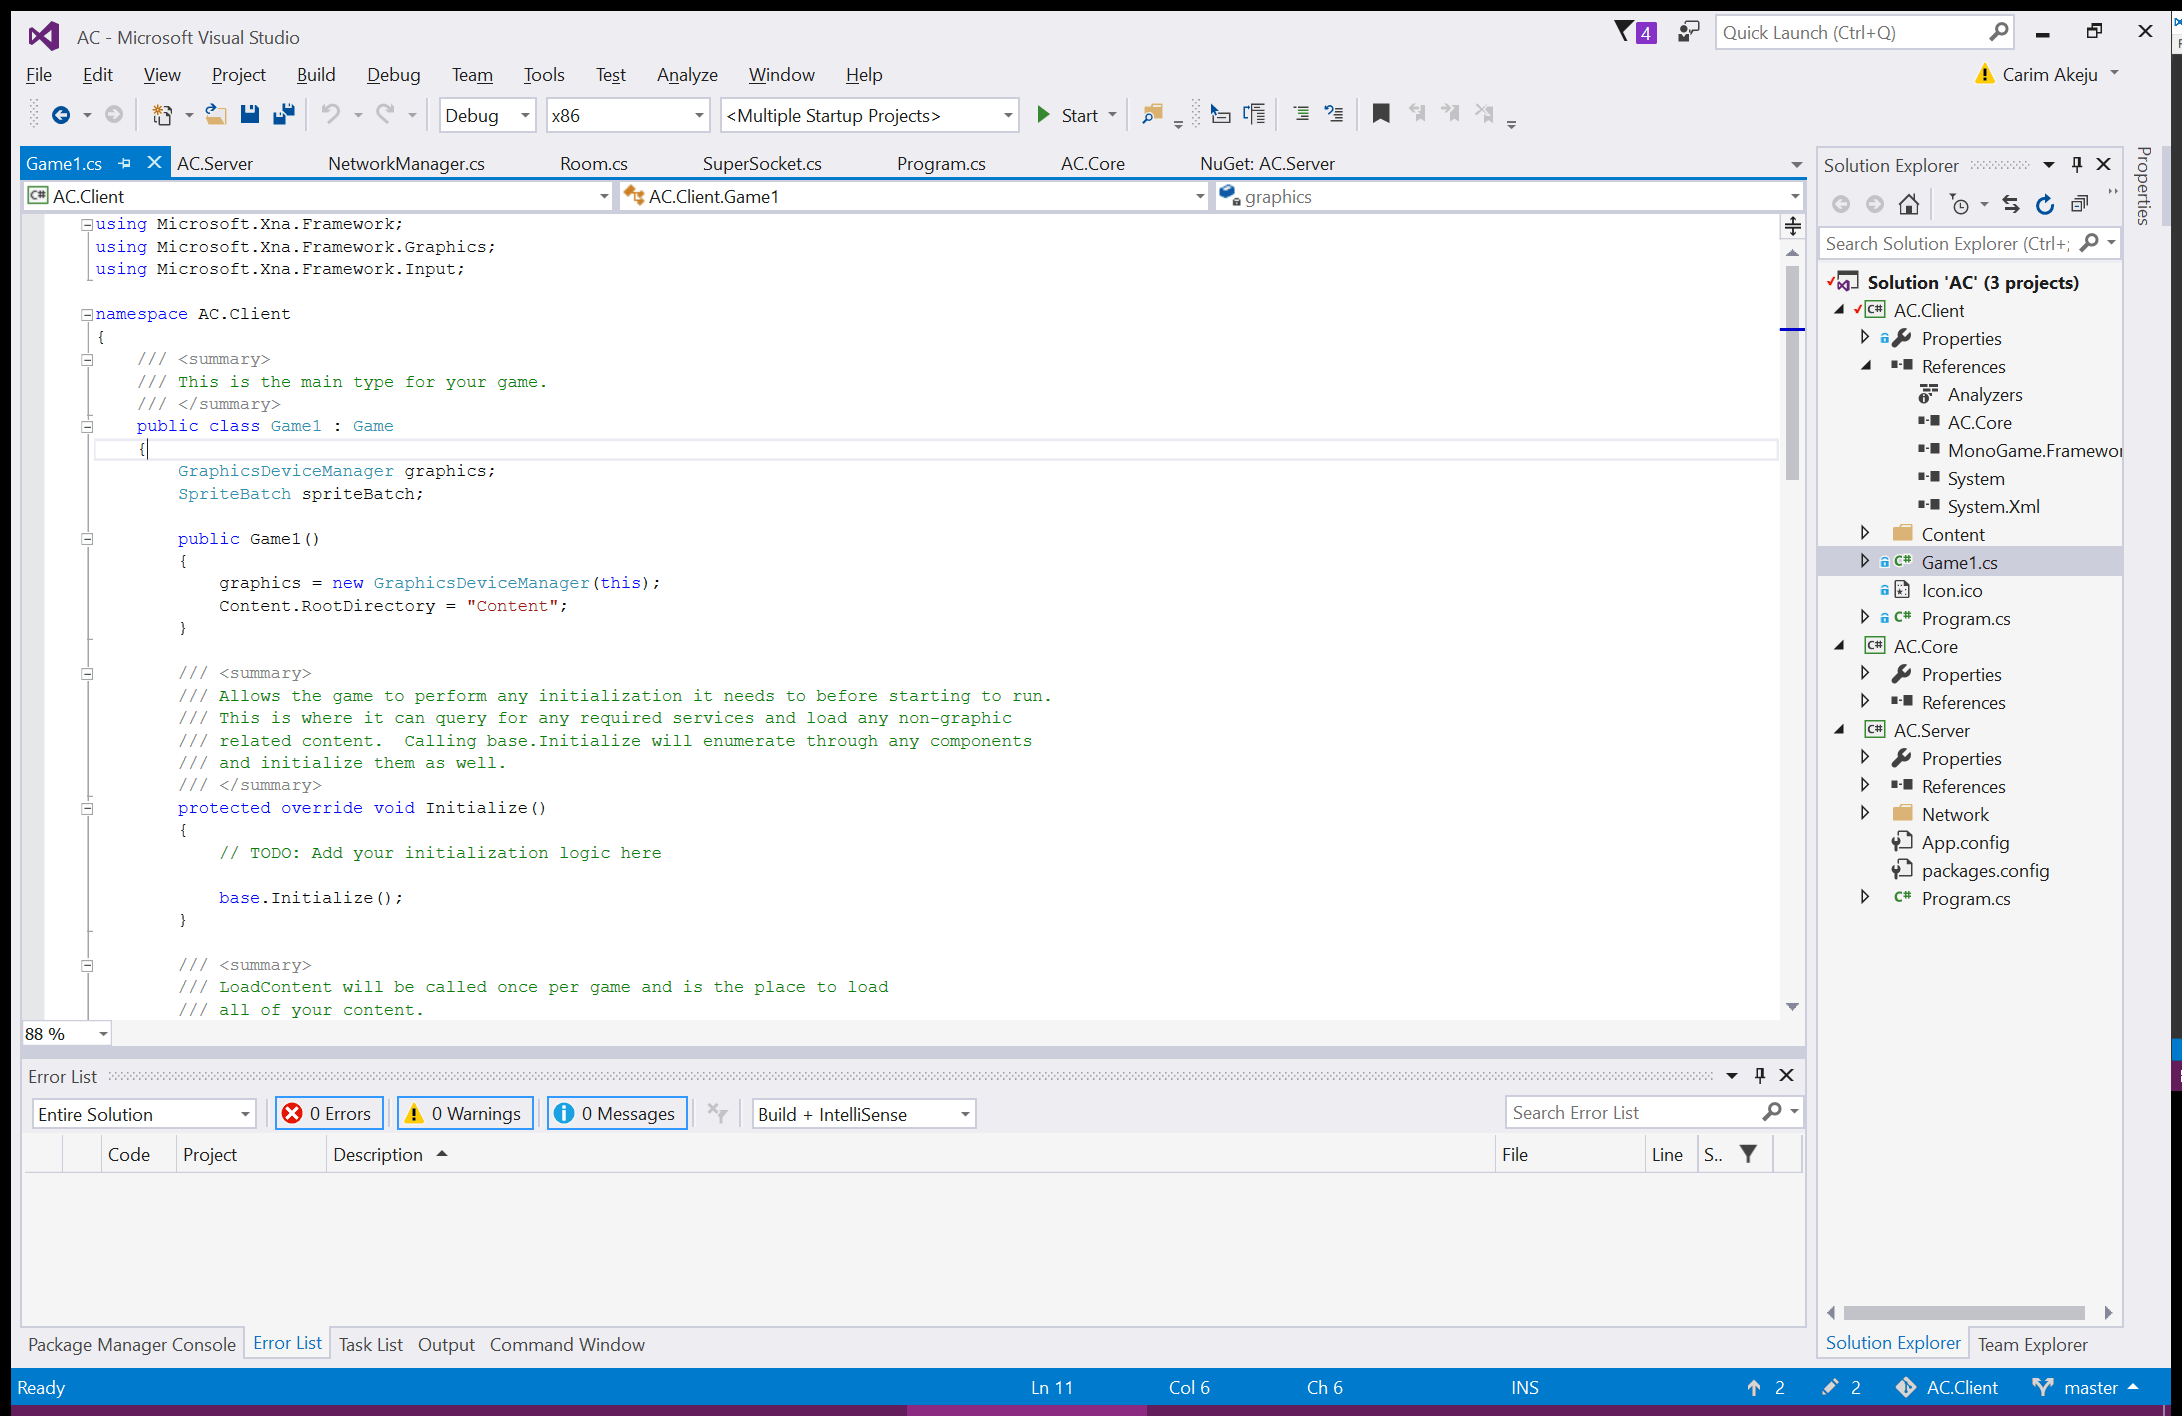 AC - Microsoft Visual Studio
4
Quick Launch (Ctrl+Q)
File Edit View Project Build Debug Team Tools Test Analyze Window Help
Carim Akeju
Debug x86 <Multiple Startup Projects> Start
Game1.cs AC.Server NetworkManager.cs Room.cs SuperSocket.cs Program.cs AC.Core NuGet: AC.Server
C# AC.Client AC.Client.Game1 graphics
using Microsoft.Xna.Framework;
using Microsoft.Xna.Framework.Graphics;
using Microsoft.Xna.Framework.Input;
namespace AC.Client
{
/// <summary>
/// This is the main type for your game.
/// </summary>
public class Game1 : Game
{
GraphicsDeviceManager graphics;
SpriteBatch spriteBatch;
public Game1()
{
graphics = new GraphicsDeviceManager(this);
Content.RootDirectory = "Content";
}
/// <summary>
/// Allows the game to perform any initialization it needs to before starting to run.
/// This is where it can query for any required services and load any non-graphic
/// related content.  Calling base.Initialize will enumerate through any components
/// and initialize them as well.
/// </summary>
protected override void Initialize()
{
// TODO: Add your initialization logic here
base.Initialize();
}
/// <summary>
/// LoadContent will be called once per game and is the place to load
/// all of your content.
88 %
Error List
Entire Solution 0 Errors 0 Warnings 0 Messages Build + IntelliSense Search Error List
Code Project Description File Line S..
Package Manager Console Error List Task List Output Command Window
Solution Explorer
Search Solution Explorer (Ctrl+;
Solution 'AC' (3 projects)
C# AC.Client
Properties
References
Analyzers
AC.Core
MonoGame.Framewor
System
System.Xml
Content
C# Game1.cs
Icon.ico
C# Program.cs
C# AC.Core
Properties
References
C# AC.Server
Properties
References
Network
App.config
packages.config
C# Program.cs
Solution Explorer Team Explorer
Properties
Ready Ln 11 Col 6 Ch 6 INS 2 2 AC.Client master